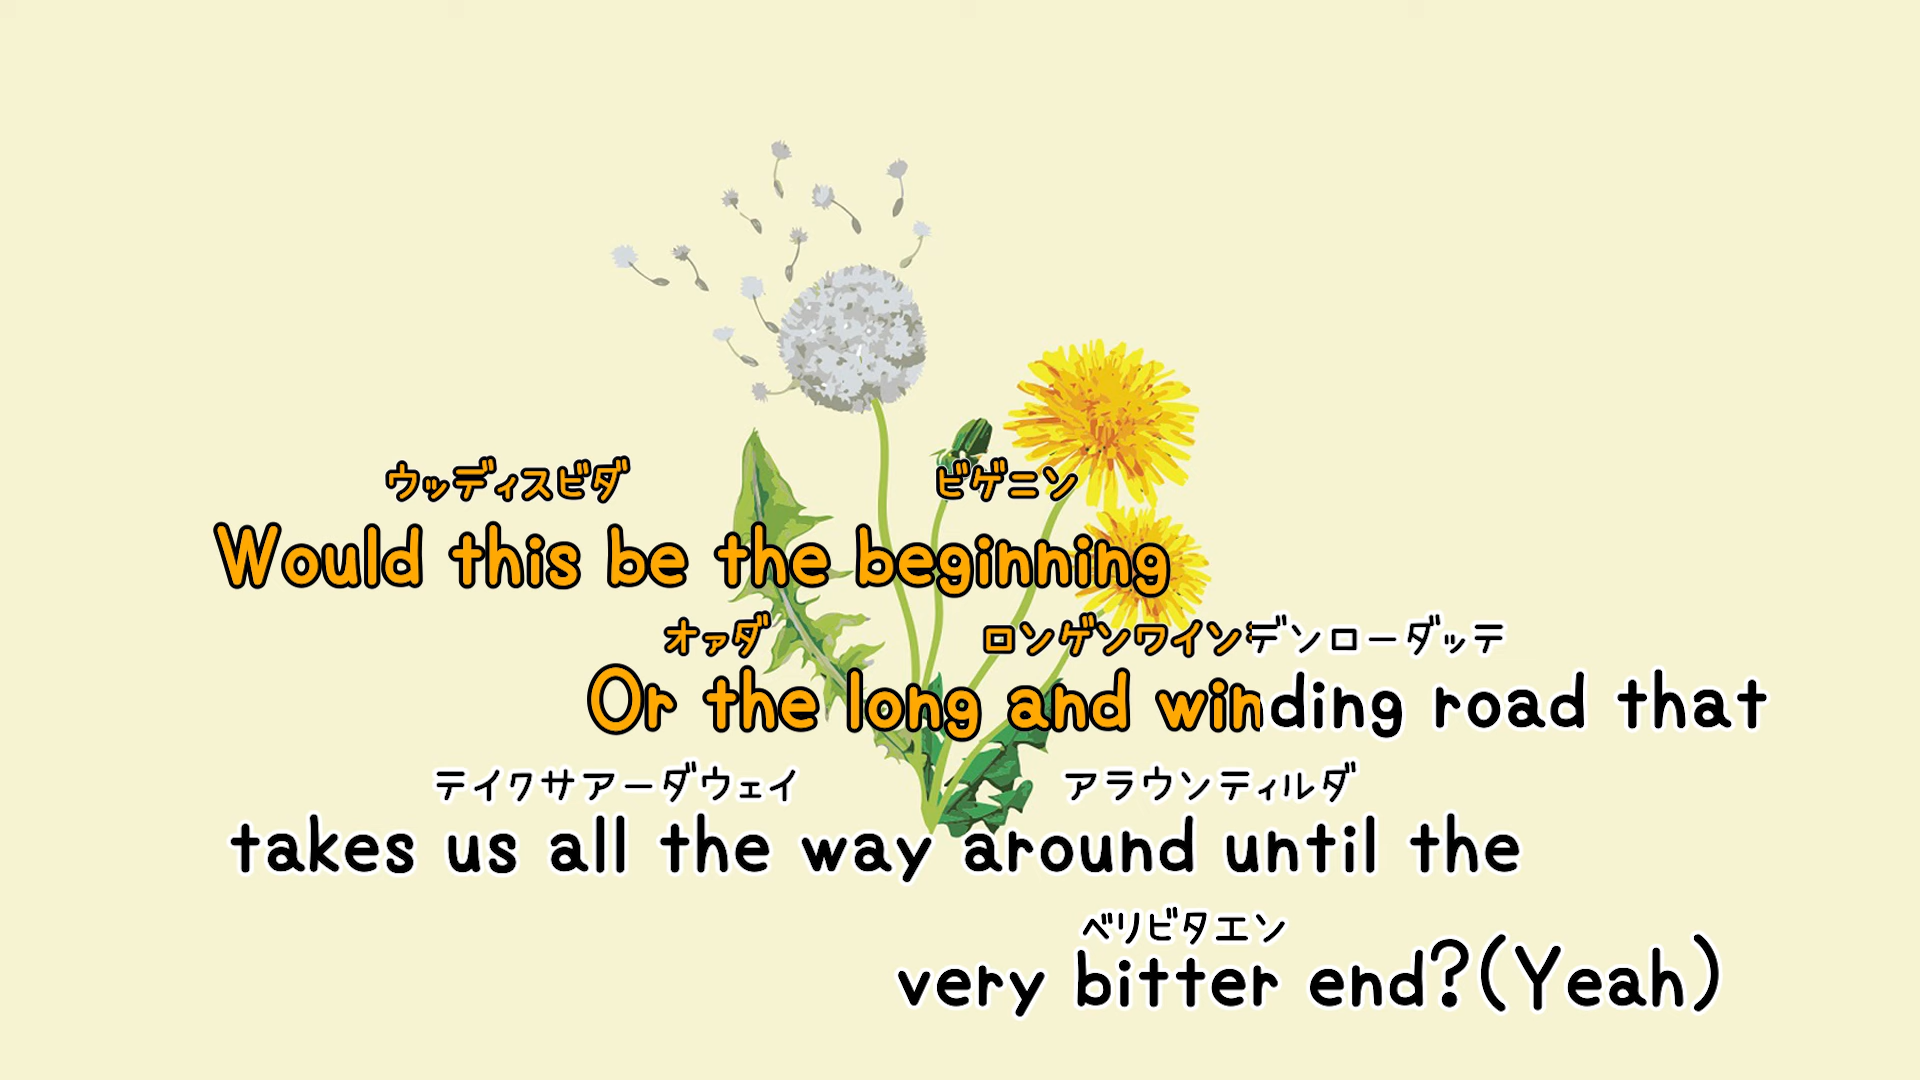 ウッディスビダ ビゲニン
Would this be the beginning
オァダ ロンゲンワインデンローダッテ
Or the long and winding road that
テイクサアーダウェイ アラウンティルダ
takes us all the way around until the
ベリビタエン
very bitter end?(Yeah)